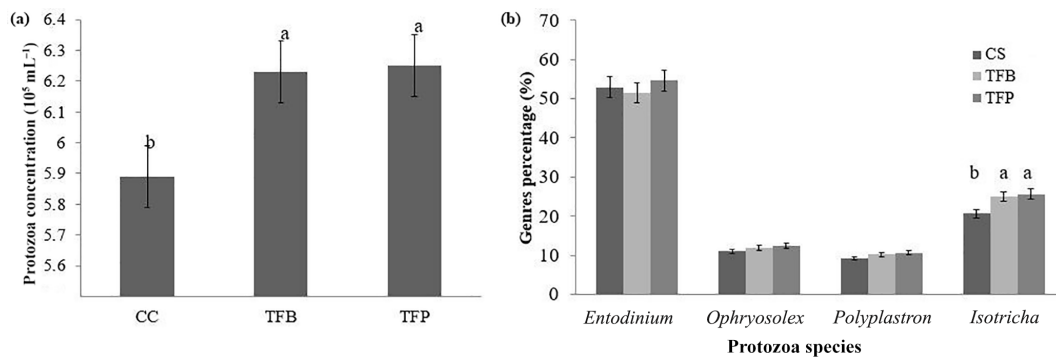 (a)
Protozoa concentration (10⁵ mL⁻¹)
6.4
6.3
6.2
6.1
6
5.9
5.8
5.7
5.6
b
a
a
CC
TFB
TFP
(b)
Genres percentage (%)
70
60
50
40
30
20
10
0
CS
TFB
TFP
b
a
a
Entodinium
Ophryosolex
Polyplastron
Isotricha
Protozoa species